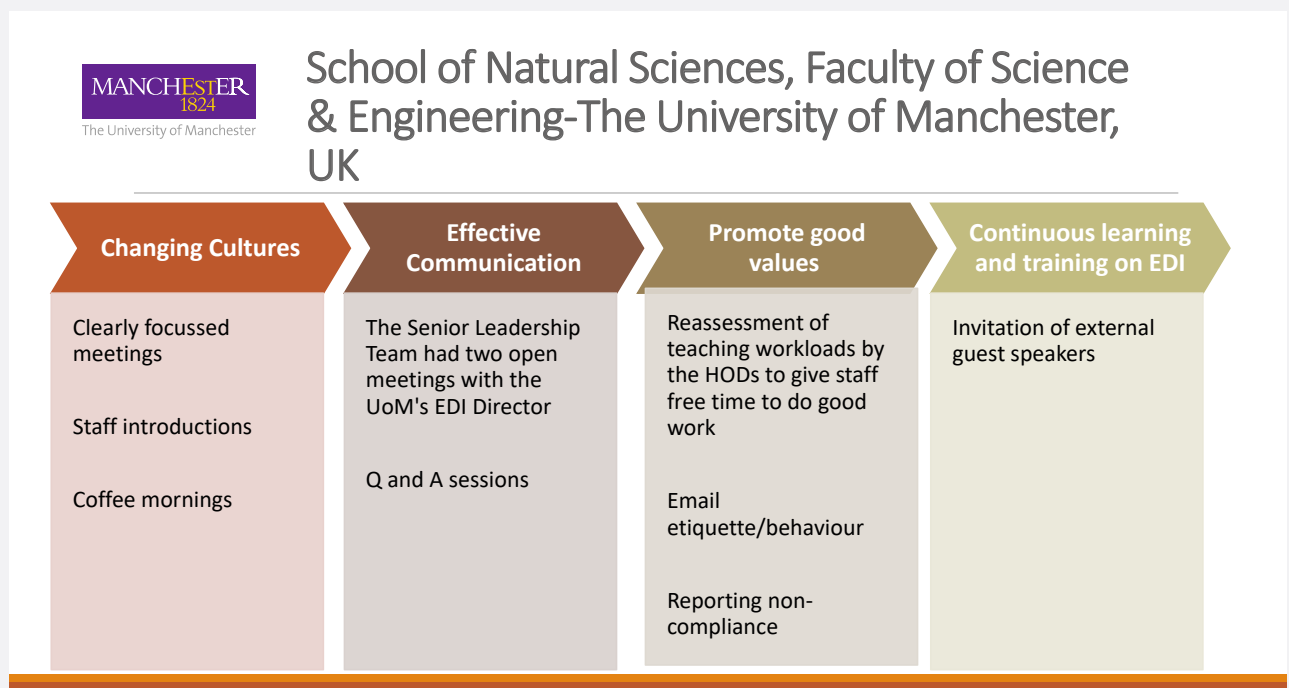 MANCHESTER
1824
The University of Manchester
School of Natural Sciences, Faculty of Science
& Engineering-The University of Manchester,
UK
Changing Cultures
Clearly focussed
meetings
Staff introductions
Coffee mornings
Effective
Communication
The Senior Leadership
Team had two open
meetings with the
UoM's EDI Director
Q and A sessions
Promote good
values
Reassessment of
teaching workloads by
the HODs to give staff
free time to do good
work
Email
etiquette/behaviour
Reporting non-
compliance
Continuous learning
and training on EDI
Invitation of external
guest speakers